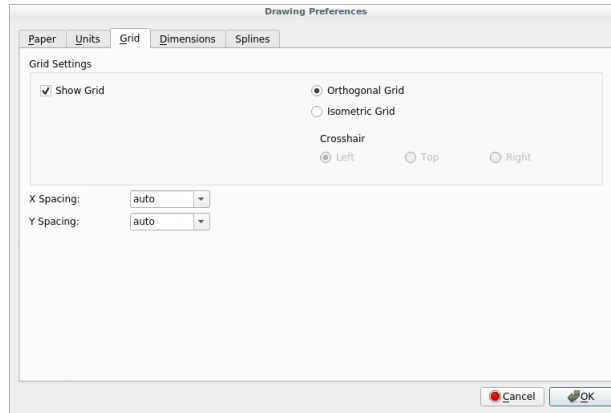 Drawing Preferences
Paper Units Grid Dimensions Splines
Grid Settings
Show Grid Orthogonal Grid
Isometric Grid
Crosshair
Left Top Right
X Spacing: auto
Y Spacing: auto
Cancel OK